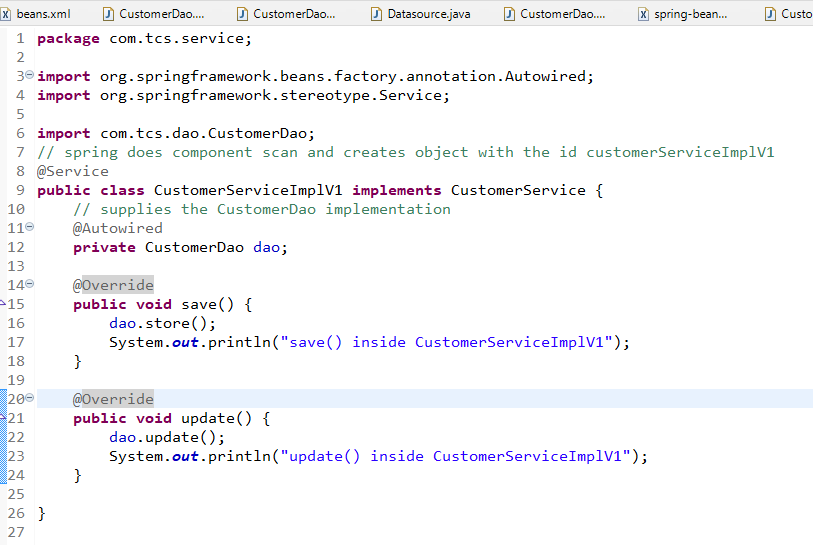 beans.xml CustomerDao.... CustomerDao... Datasource.java CustomerDao.... spring-bean... Custo
1 package com.tcs.service;
2
3 import org.springframework.beans.factory.annotation.Autowired;
4 import org.springframework.stereotype.Service;
5
6 import com.tcs.dao.CustomerDao;
7 // spring does component scan and creates object with the id customerServiceImplV1
8 @Service
9 public class CustomerServiceImplV1 implements CustomerService {
10     // supplies the CustomerDao implementation
11     @Autowired
12     private CustomerDao dao;
13
14     @Override
15     public void save() {
16         dao.store();
17         System.out.println("save() inside CustomerServiceImplV1");
18     }
19
20     @Override
21     public void update() {
22         dao.update();
23         System.out.println("update() inside CustomerServiceImplV1");
24     }
25
26 }
27